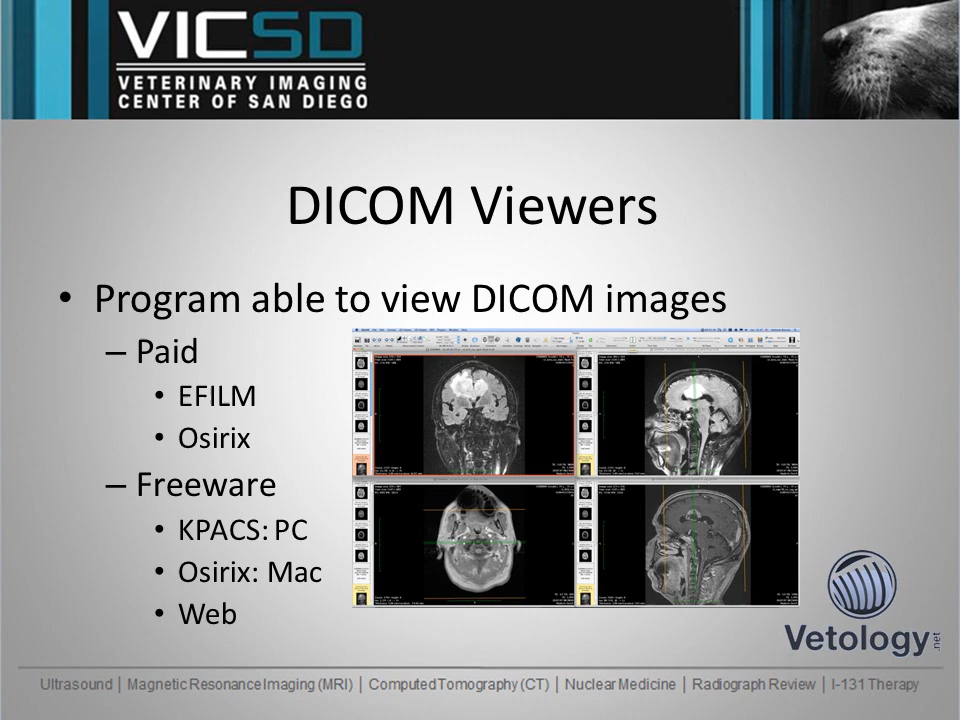 VICSD
VETERINARY IMAGING
CENTER OF SAN DIEGO
DICOM Viewers
• Program able to view DICOM images
– Paid
• EFILM
• Osirix
– Freeware
• KPACS: PC
• Osirix: Mac
• Web
Vetology.net
Ultrasound | Magnetic Resonance Imaging (MRI) | Computed Tomography (CT) | Nuclear Medicine | Radiograph Review | I-131 Therapy